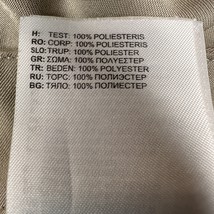 H: TEST: 100% POLIESTERIS
RO: CORP: 100% POLIESTERIS
SLO: TRUP: 100% POLIESTER
GR: ΣΩΜΑ: 100% ΠΟΛΥΕΣΤΕΡ
TR: BEDEN: 100% POLYESTER
RU: ТОРС: 100% ПОЛИЭСТЕР
BG: ТЯЛО: 100% ПОЛИЕСТЕР